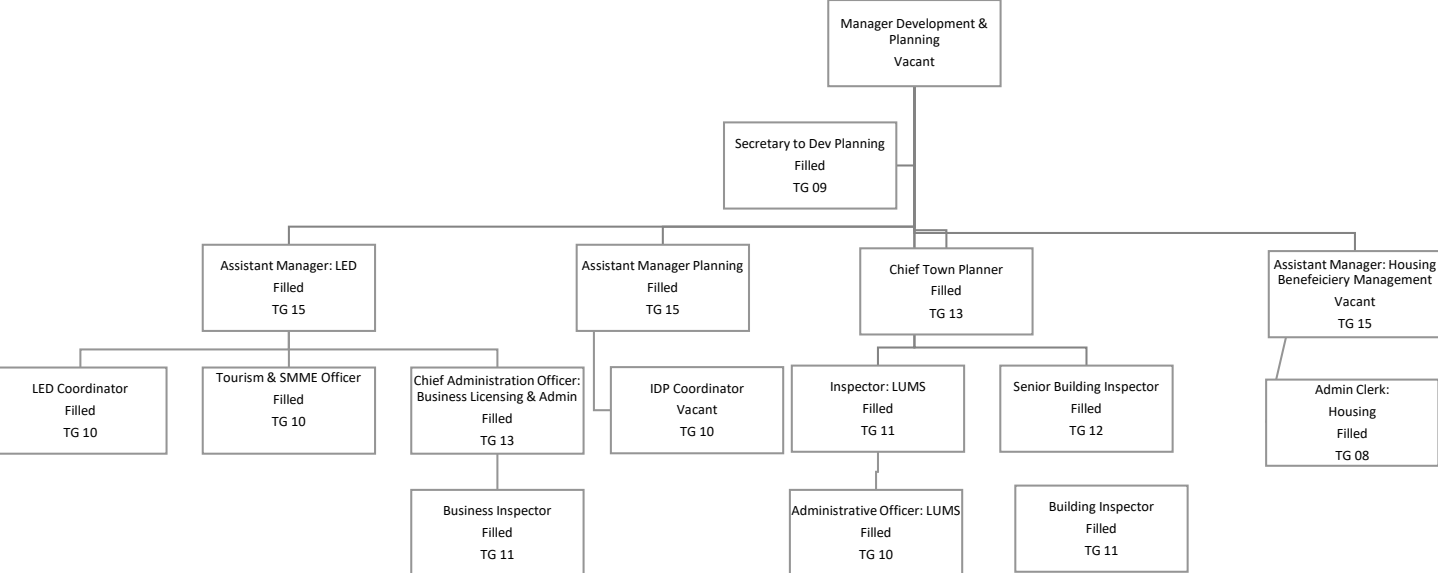 Manager Development &
Planning
Vacant
Secretary to Dev Planning
Filled
TG 09
Assistant Manager: LED
Filled
TG 15
Assistant Manager Planning
Filled
TG 15
Chief Town Planner
Filled
TG 13
Assistant Manager: Housing
Benefeiciery Management
Vacant
TG 15
LED Coordinator
Filled
TG 10
Tourism & SMME Officer
Filled
TG 10
Chief Administration Officer:
Business Licensing & Admin
Filled
TG 13
IDP Coordinator
Vacant
TG 10
Inspector: LUMS
Filled
TG 11
Senior Building Inspector
Filled
TG 12
Admin Clerk:
Housing
Filled
TG 08
Business Inspector
Filled
TG 11
Administrative Officer: LUMS
Filled
TG 10
Building Inspector
Filled
TG 11